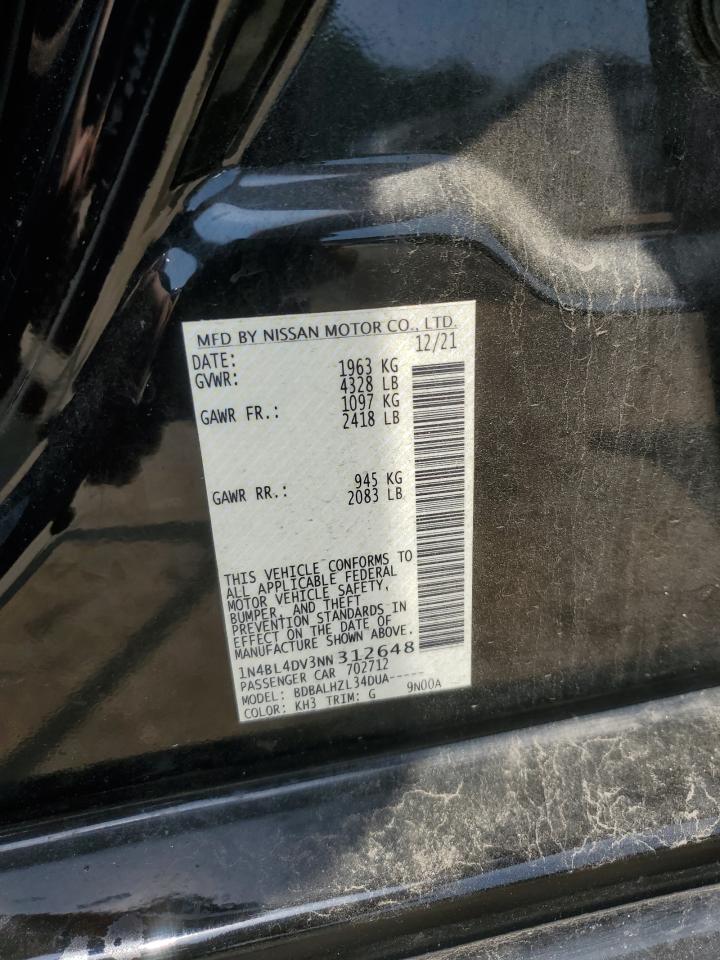 MFD BY NISSAN MOTOR CO., LTD.
DATE: 12/21
GVWR: 1963 KG
4328 LB
GAWR FR.: 1097 KG
2418 LB
GAWR RR.: 945 KG
2083 LB
THIS VEHICLE CONFORMS TO
ALL APPLICABLE FEDERAL
MOTOR VEHICLE SAFETY,
BUMPER, AND THEFT
PREVENTION STANDARDS IN
EFFECT ON THE DATE OF
MANUFACTURE SHOWN ABOVE.
1N4BL4DV3NN312648
PASSENGER CAR 702712
MODEL: BDBALHZL34DUA-----
COLOR: KH3 TRIM: G 9N00A